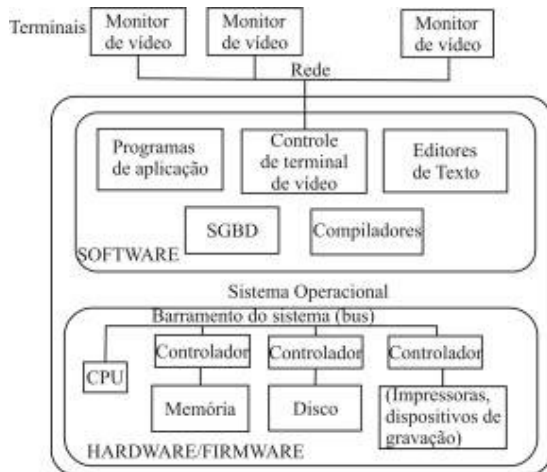 Terminais
Monitor
de vídeo
Monitor
de vídeo
Monitor
de vídeo
Rede
Programas
de aplicação
Controle
de terminal
de vídeo
Editores
de Texto
SGBD
Compiladores
SOFTWARE
Sistema Operacional
Barramento do sistema (bus)
CPU
Controlador
Controlador
Controlador
Memória
Disco
(Impressoras,
dispositivos de
gravação)
HARDWARE/FIRMWARE